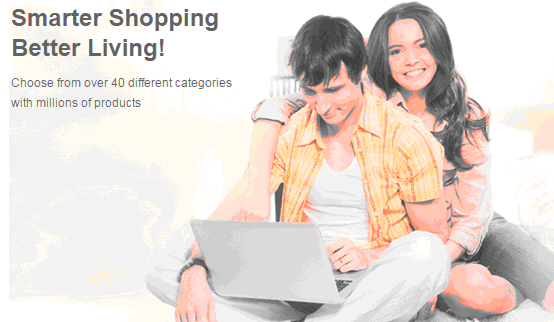 Smarter Shopping
Better Living!
Choose from over 40 different categories
with millions of products